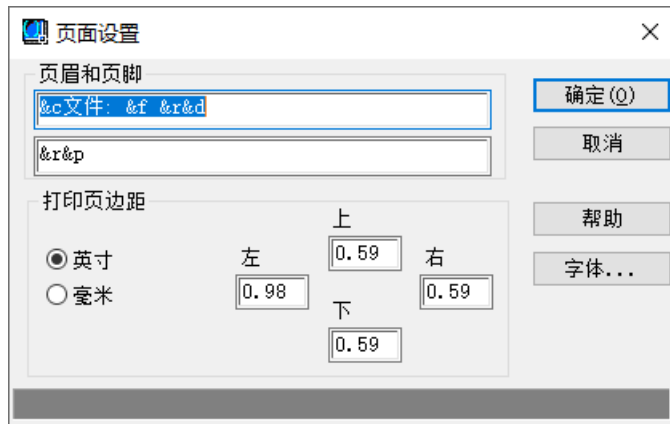 页面设置
页眉和页脚
&c文件: &f &r&d
&r&p
确定(O)
取消
打印页边距
帮助
字体...
英寸
毫米
上
0.59
左
0.98
右
0.59
下
0.59